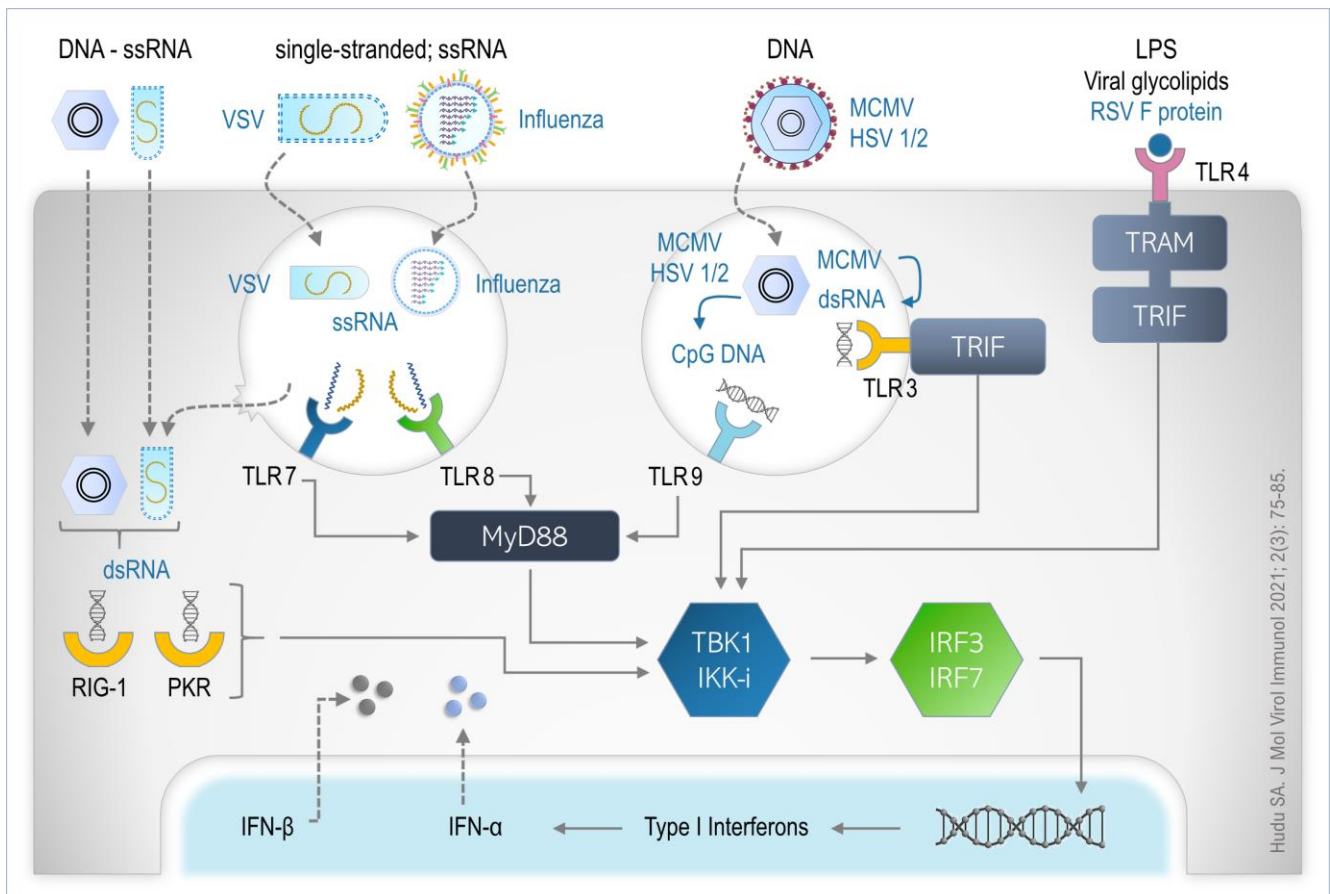 DNA - ssRNA
single-stranded; ssRNA
DNA
LPS
Viral glycolipids
RSV F protein
VSV
Influenza
MCMV
HSV 1/2
TLR4
TRAM
TRIF
VSV
Influenza
ssRNA
MCMV
HSV 1/2
MCMV
dsRNA
CpG DNA
TRIF
TLR3
S
S
TLR7
TLR8
TLR9
MyD88
dsRNA
RIG-1
PKR
TBK1
IKK-i
IRF3
IRF7
IFN-β
IFN-α
Type I Interferons
Hudu SA. J Mol Virol Immunol 2021; 2(3): 75-85.